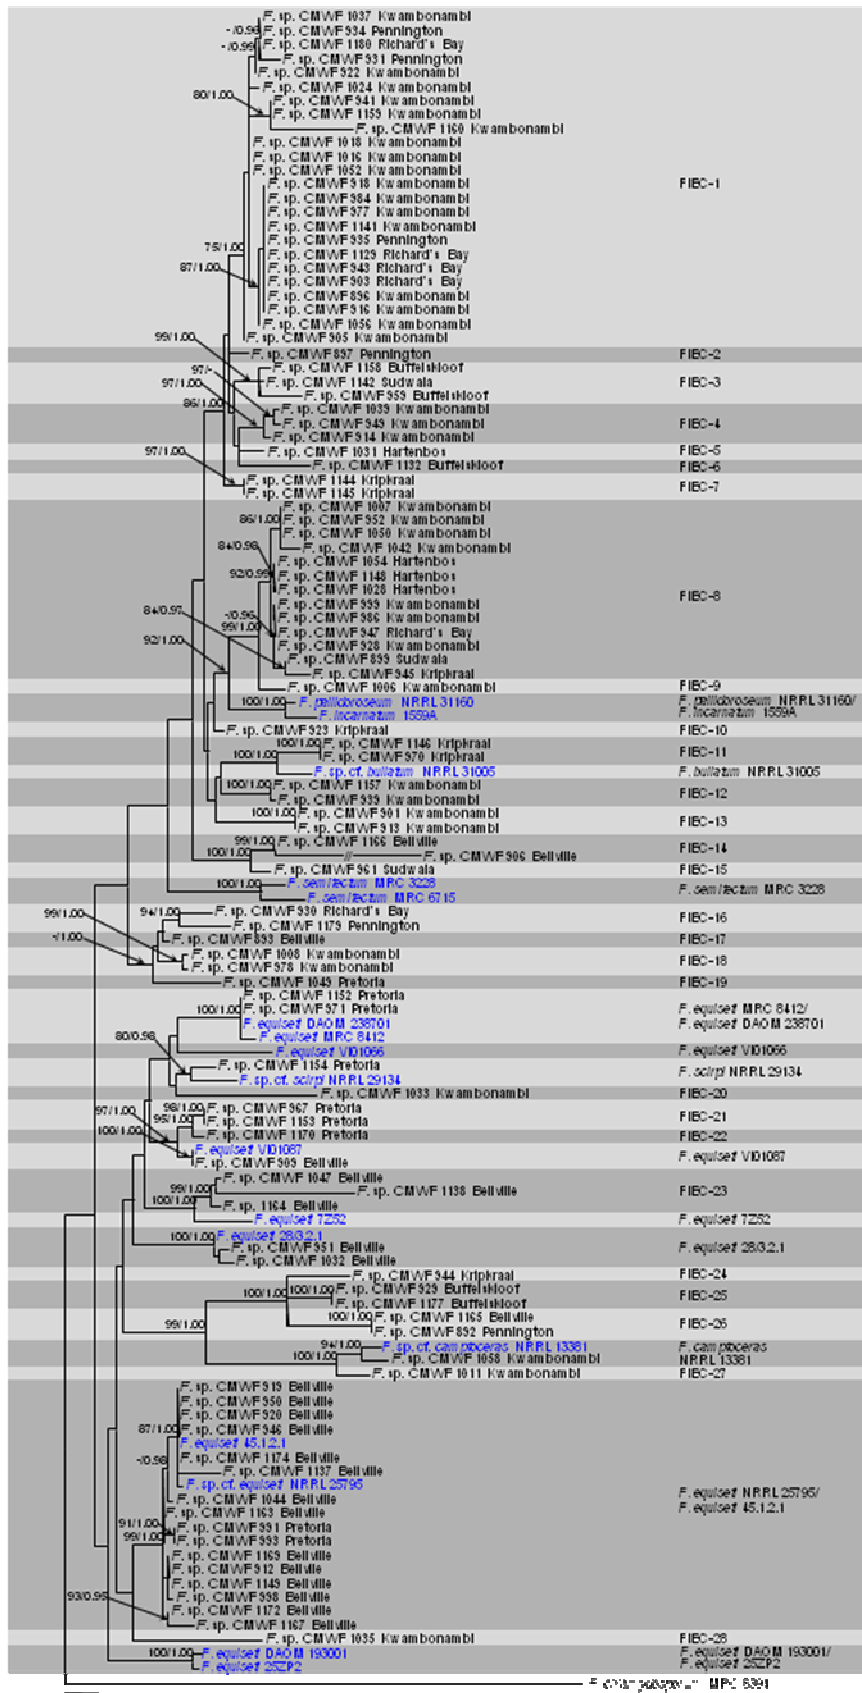 F. sp. CMWF 1037 Kwambonambi
-/0.96 F. sp. CMWF 934 Pennington
-/0.99 F. sp. CMWF 1180 Richard's Bay
F. sp. CMWF 931 Pennington
F. sp. CMWF 922 Kwambonambi
F. sp. CMWF 1024 Kwambonambi
80/1.00 F. sp. CMWF 941 Kwambonambi
F. sp. CMWF 1159 Kwambonambi
F. sp. CMWF 1160 Kwambonambi
F. sp. CMWF 1018 Kwambonambi
F. sp. CMWF 1016 Kwambonambi
F. sp. CMWF 1052 Kwambonambi
F. sp. CMWF 918 Kwambonambi FIEC-1
F. sp. CMWF 984 Kwambonambi
F. sp. CMWF 977 Kwambonambi
F. sp. CMWF 1141 Kwambonambi
F. sp. CMWF 935 Pennington
75/1.00 F. sp. CMWF 1129 Richard's Bay
87/1.00 F. sp. CMWF 943 Richard's Bay
F. sp. CMWF 903 Richard's Bay
F. sp. CMWF 896 Kwambonambi
F. sp. CMWF 916 Kwambonambi
F. sp. CMWF 1056 Kwambonambi
99/1.00 F. sp. CMWF 905 Kwambonambi
F. sp. CMWF 897 Pennington FIEC-2
97/- F. sp. CMWF 1158 Buffelskloof
97/1.00 F. sp. CMWF 1142 Sudwala FIEC-3
F. sp. CMWF 959 Buffelskloof
86/1.00 F. sp. CMWF 1039 Kwambonambi
F. sp. CMWF 949 Kwambonambi FIEC-4
F. sp. CMWF 914 Kwambonambi
97/1.00 F. sp. CMWF 1031 Hartenbos FIEC-5
F. sp. CMWF 1132 Buffelskloof FIEC-6
F. sp. CMWF 1144 Kripkraal FIEC-7
F. sp. CMWF 1145 Kripkraal
F. sp. CMWF 1007 Kwambonambi
86/1.00 F. sp. CMWF 952 Kwambonambi
F. sp. CMWF 1050 Kwambonambi
84/0.98 F. sp. CMWF 1042 Kwambonambi
F. sp. CMWF 1054 Hartenbos
92/0.99 F. sp. CMWF 1148 Hartenbos
F. sp. CMWF 1028 Hartenbos FIEC-8
84/0.97 F. sp. CMWF 999 Kwambonambi
-/0.96 F. sp. CMWF 986 Kwambonambi
99/1.00 F. sp. CMWF 947 Richard's Bay
92/1.00 F. sp. CMWF 928 Kwambonambi
F. sp. CMWF 899 Sudwala
F. sp. CMWF 945 Kripkraal
F. sp. CMWF 1006 Kwambonambi FIEC-9
100/1.00 F. pallidoroseum NRRL 31160 F. pallidoroseum NRRL 31160/
F. incarnatum 1559A F. incarnatum 1559A
F. sp. CMWF 923 Kripkraal FIEC-10
100/1.00 F. sp. CMWF 1146 Kripkraal FIEC-11
100/1.00 F. sp. CMWF 970 Kripkraal
F. sp. cf. bullatum NRRL 31005 F. bullatum NRRL 31005
100/1.00 F. sp. CMWF 1157 Kwambonambi FIEC-12
F. sp. CMWF 939 Kwambonambi
100/1.00 F. sp. CMWF 901 Kwambonambi FIEC-13
F. sp. CMWF 913 Kwambonambi
99/1.00 F. sp. CMWF 1166 Bellville FIEC-14
100/1.00 // F. sp. CMWF 906 Bellville
F. sp. CMWF 961 Sudwala FIEC-15
100/1.00 F. semitectum MRC 3228 F. semitectum MRC 3228
F. semitectum MRC 6715
99/1.00 94/1.00 F. sp. CMWF 930 Richard's Bay FIEC-16
F. sp. CMWF 1179 Pennington
-/1.00 F. sp. CMWF 893 Bellville FIEC-17
F. sp. CMWF 1008 Kwambonambi FIEC-18
F. sp. CMWF 978 Kwambonambi
F. sp. CMWF 1049 Pretoria FIEC-19
F. sp. CMWF 1152 Pretoria
100/1.00 F. sp. CMWF 971 Pretoria F. equiseti MRC 8412/
F. equiseti DAOM 238701 F. equiseti DAOM 238701
80/0.98 F. equiseti MRC 8412
F. equiseti VI01066 F. equiseti VI01066
F. sp. CMWF 1154 Pretoria F. scirpi NRRL 29134
F. sp. cf. scirpi NRRL 29134
F. sp. CMWF 1033 Kwambonambi FIEC-20
97/1.00 98/1.00 F. sp. CMWF 967 Pretoria FIEC-21
95/1.00 F. sp. CMWF 1153 Pretoria
100/1.00 F. sp. CMWF 1170 Pretoria FIEC-22
F. equiseti VI01087 F. equiseti VI01087
F. sp. CMWF 909 Bellville
F. sp. CMWF 1047 Bellville
99/1.00 F. sp. CMWF 1138 Bellville FIEC-23
100/1.00 F. sp. 1164 Bellville
F. equiseti 7Z52 F. equiseti 7Z52
100/1.00 F. equiseti 28/3.2.1 F. equiseti 28/3.2.1
F. sp. CMWF 951 Bellville
F. sp. CMWF 1032 Bellville
F. sp. CMWF 944 Kripkraal FIEC-24
100/1.00 100/1.00 F. sp. CMWF 929 Buffelskloof FIEC-25
F. sp. CMWF 1177 Buffelskloof
99/1.00 100/1.00 F. sp. CMWF 1165 Bellville FIEC-26
F. sp. CMWF 892 Pennington
94/1.00 F. sp. cf. camptoceras NRRL 13381 F. camptoceras
100/1.00 F. sp. CMWF 1058 Kwambonambi NRRL 13381
F. sp. CMWF 1011 Kwambonambi FIEC-27
F. sp. CMWF 919 Bellville
F. sp. CMWF 950 Bellville
F. sp. CMWF 920 Bellville
87/1.00 F. sp. CMWF 946 Bellville
F. equiseti 45.1.2.1
-/0.98 F. sp. CMWF 1174 Bellville
F. sp. CMWF 1137 Bellville
F. sp. cf. equiseti NRRL 25795 F. equiseti NRRL 25795/
F. sp. CMWF 1044 Bellville F. equiseti 45.1.2.1
F. sp. CMWF 1163 Bellville
91/1.00 F. sp. CMWF 991 Pretoria
99/1.00 F. sp. CMWF 993 Pretoria
F. sp. CMWF 1169 Bellville
F. sp. CMWF 912 Bellville
F. sp. CMWF 1149 Bellville
93/0.95 F. sp. CMWF 998 Bellville
F. sp. CMWF 1172 Bellville
F. sp. CMWF 1167 Bellville
F. sp. CMWF 1035 Kwambonambi FIEC-28
100/1.00 F. equiseti DAOM 193001 F. equiseti DAOM 193001/
F. equiseti 25ZP2 F. equiseti 25ZP2
F. MRC 6391